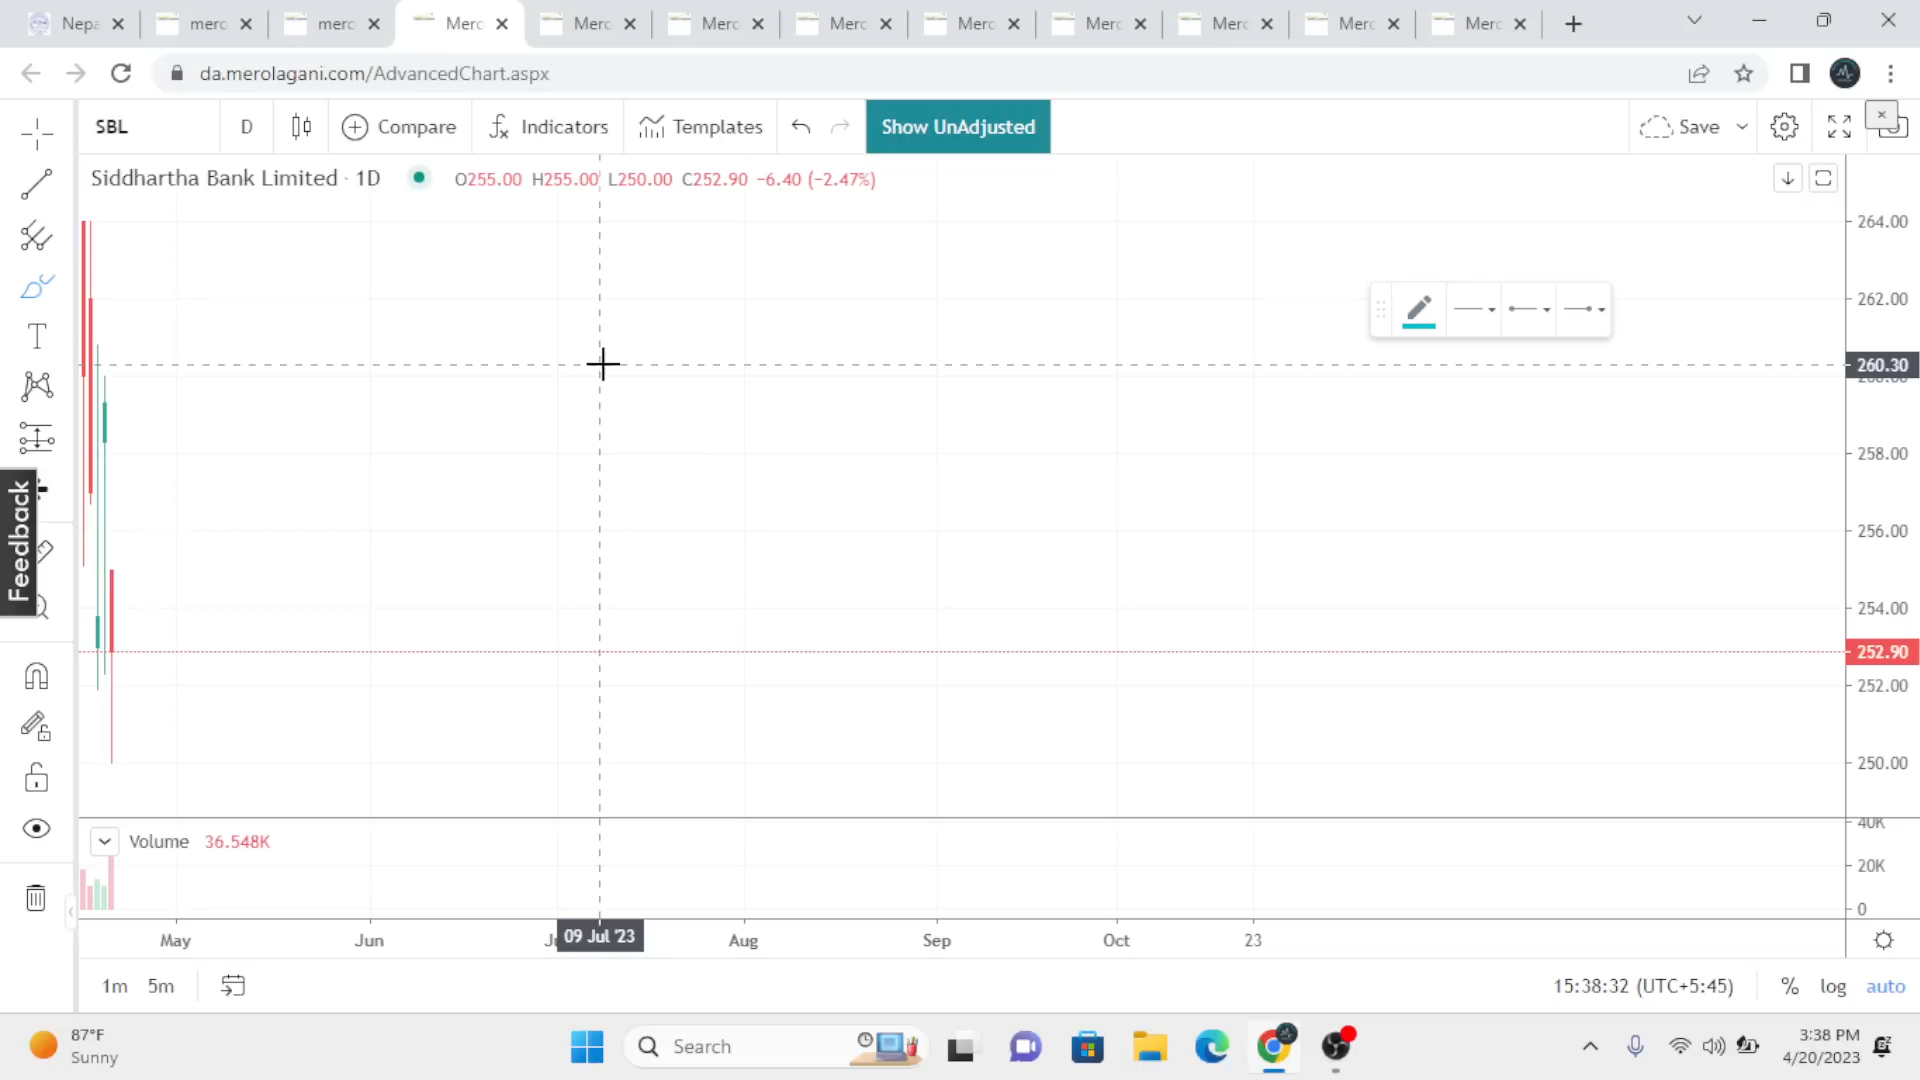 Nepa
mero
mero
Merc
Merc
Merc
Merc
Merc
Merc
Merc
Merc
Merc
da.merolagani.com/AdvancedChart.aspx
SBL
D
Compare
Indicators
Templates
Show UnAdjusted
Save
Siddhartha Bank Limited · 1D
O255.00 H255.00 L250.00 C252.90 −6.40 (−2.47%)
264.00
262.00
260.30
258.00
256.00
254.00
252.90
252.00
250.00
Feedback
Volume 36.548K
40K
20K
0
May
Jun
09 Jul '23
Aug
Sep
Oct
23
1m 5m
15:38:32 (UTC+5:45)
%
log
auto
87°F
Sunny
Search
3:38 PM
4/20/2023